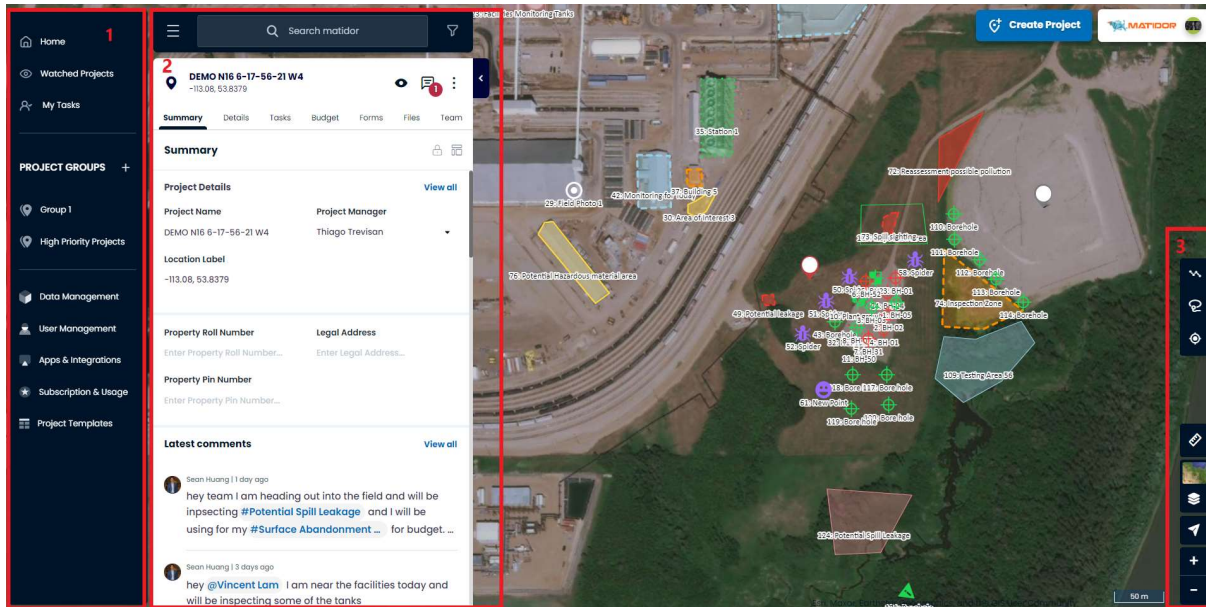 1
Home
Watched Projects
My Tasks
PROJECT GROUPS +
Group 1
High Priority Projects
Data Management
User Management
Apps & Integrations
Subscription & Usage
Project Templates
Search matidor
2
DEMO N16 6-17-56-21 W4
-113.08, 53.8379
1
Summary Details Tasks Budget Forms Files Team
Summary
Project Details View all
Project Name Project Manager
DEMO N16 6-17-56-21 W4 Thiago Trevisan
Location Label
-113.08, 53.8379
Property Roll Number Legal Address
Enter Property Roll Number... Enter Legal Address...
Property Pin Number
Enter Property Pin Number...
Latest comments View all
Sean Huang | 1 day ago
hey team I am heading out into the field and will be
inpsecting #Potential Spill Leakage and I will be
using for my #Surface Abandonment ... for budget. ...
Sean Huang | 3 days ago
hey @Vincent Lam I am near the facilities today and
will be inspecting some of the tanks
Facilities Monitoring Tanks
Create Project
MATIDOR
35: Station 1
72: Reassessment possible pollution
42: Monitoring for today
37: Building 5
29: Field Photo 1
30: Area of Interest 3
110: Borehole
111: Borehole
58: Spider
112: Borehole
76: Potential Hazardous material area
113: Borehole
49: Potential leakage
74: Inspection Zone
114: Borehole
52: Spider
11: BH-50
109: Testing Area 56
117: Bore hole
61: New Point
119: Bore hole
124: Potential Spill Leakage
3
+
-
50 m